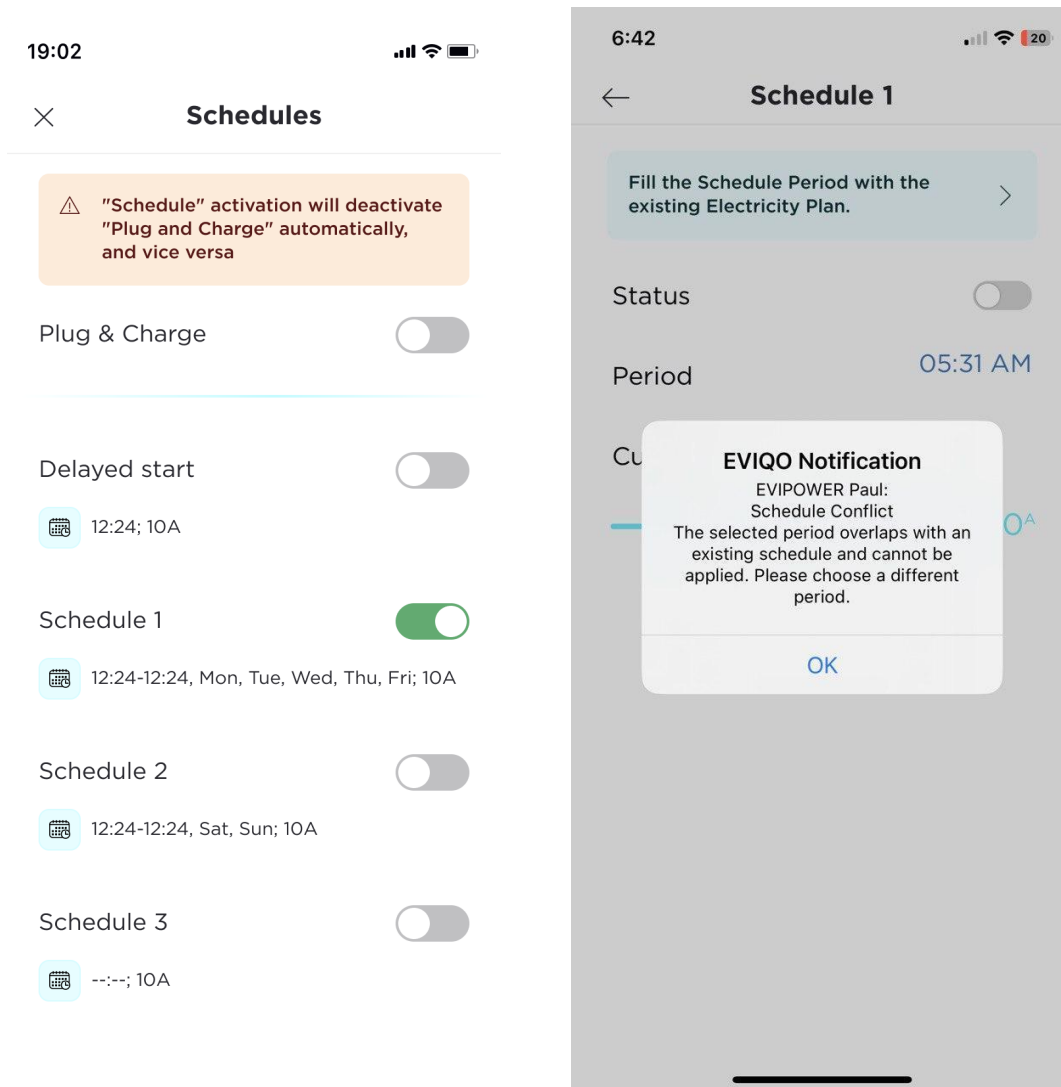 19:02
Schedules
"Schedule" activation will deactivate
"Plug and Charge" automatically,
and vice versa
Plug & Charge
Delayed start
12:24; 10A
Schedule 1
12:24-12:24, Mon, Tue, Wed, Thu, Fri; 10A
Schedule 2
12:24-12:24, Sat, Sun; 10A
Schedule 3
--:--; 10A
6:42
20
Schedule 1
Fill the Schedule Period with the
existing Electricity Plan.
Status
Period
05:31 AM
EVIQO Notification
EVIPOWER Paul:
Schedule Conflict
The selected period overlaps with an
existing schedule and cannot be
applied. Please choose a different
period.
OK